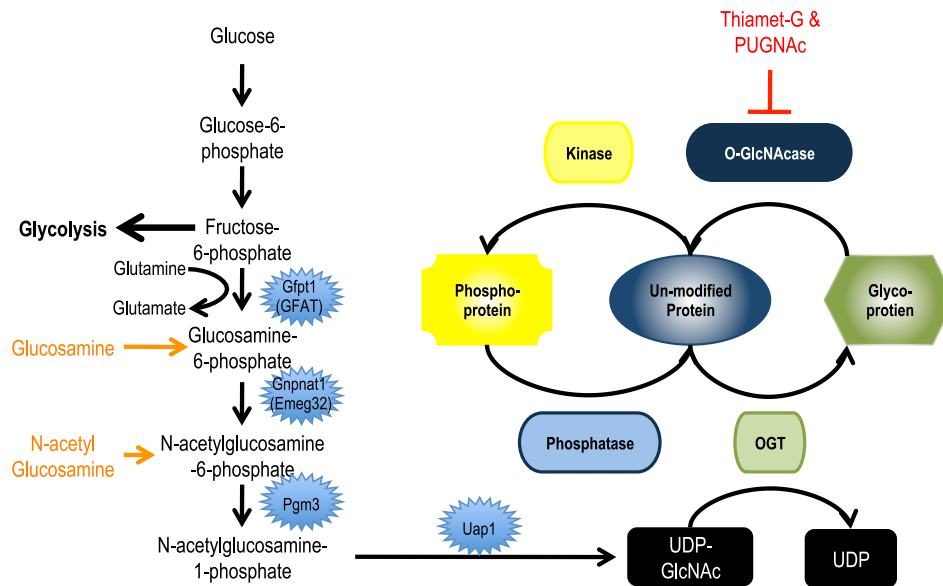 Glucose
Glucose-6-
phosphate
Glycolysis
Fructose-
6-phosphate
Glutamine
Glutamate
Gfpt1
(GFAT)
Glucosamine
Glucosamine-
6-phosphate
Gnpnat1
(Emeg32)
N-acetyl
Glucosamine
N-acetylglucosamine
-6-phosphate
Pgm3
N-acetylglucosamine-
1-phosphate
Uap1
UDP-
GlcNAc
UDP
Thiamet-G &
PUGNAc
Kinase
O-GlcNAcase
Phospho-
protein
Un-modified
Protein
Glyco-
protien
Phosphatase
OGT